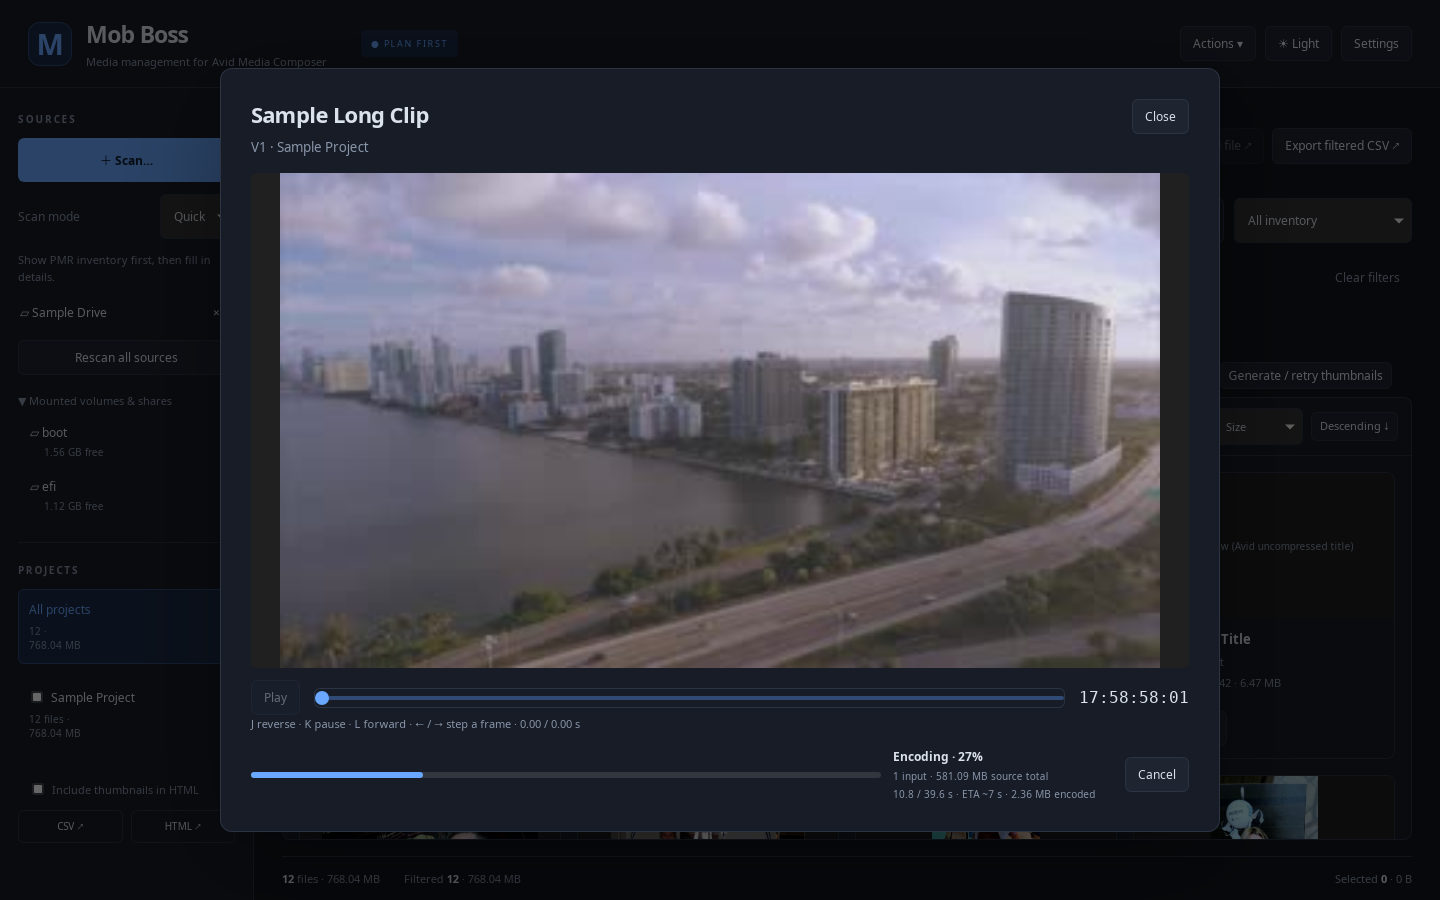 M
Mob Boss
Media management for Avid Media Composer
PLAN FIRST
Actions ▾
☀ Light
Settings
SOURCES
+ Scan...
Scan mode
Quick
Show PMR inventory first, then fill in
details.
Sample Drive
×
Rescan all sources
▼ Mounted volumes & shares
boot
1.56 GB free
efi
1.12 GB free
PROJECTS
All projects
12 ·
768.04 MB
Sample Project
12 files ·
768.04 MB
Include thumbnails in HTML
CSV ↗
HTML ↗
Sample Long Clip
V1 · Sample Project
Close
Play
17:58:58:01
J reverse · K pause · L forward · ← / → step a frame · 0.00 / 0.00 s
Encoding · 27%
1 input · 581.09 MB source total
10.8 / 39.6 s · ETA ~7 s · 2.36 MB encoded
Cancel
file ↗
Export filtered CSV ↗
All inventory
Clear filters
Generate / retry thumbnails
Size
Descending ↓
(Avid uncompressed title)
Title
42 · 6.47 MB
12 files · 768.04 MB
Filtered 12 · 768.04 MB
Selected 0 · 0 B